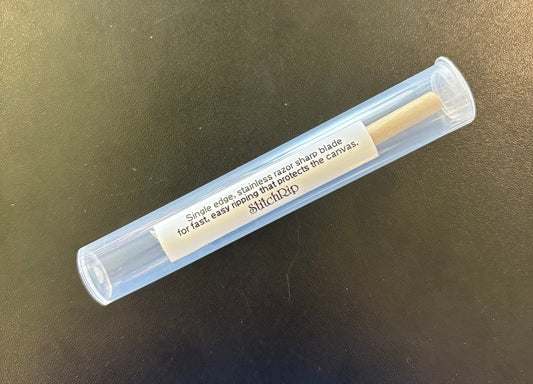 Single edge, stainless razor sharp blade
for fast, easy ripping that protects the canvas.
StitchRip